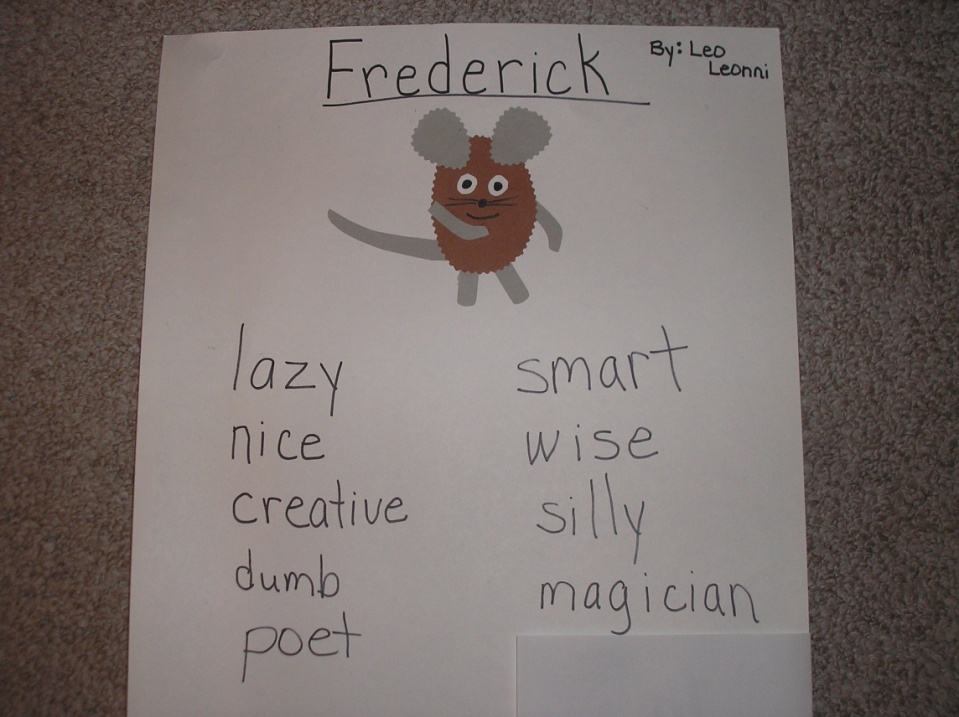 Frederick
By: Leo
Leonni
lazy
nice
creative
dumb
poet
smart
wise
silly
magician